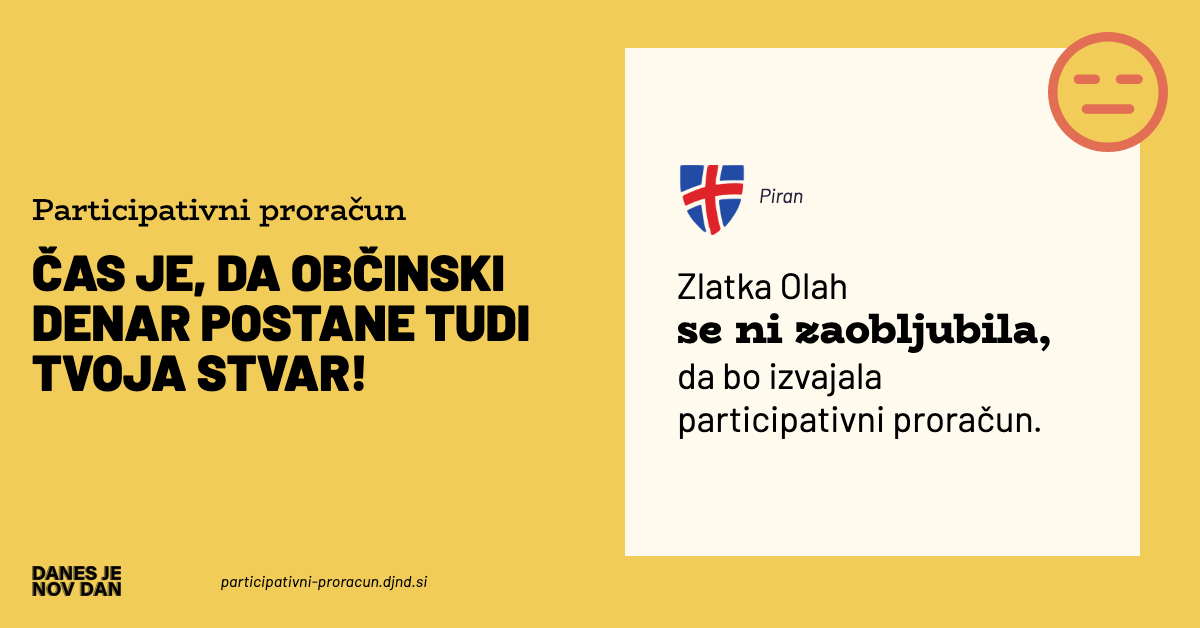 Participativni proračun
ČAS JE, DA OBČINSKI
DENAR POSTANE TUDI
TVOJA STVAR!
DANES JE
NOV DAN
participativni-proracun.djnd.si
Piran
Zlatka Olah
se ni zaobljubila,
da bo izvajala
participativni proračun.